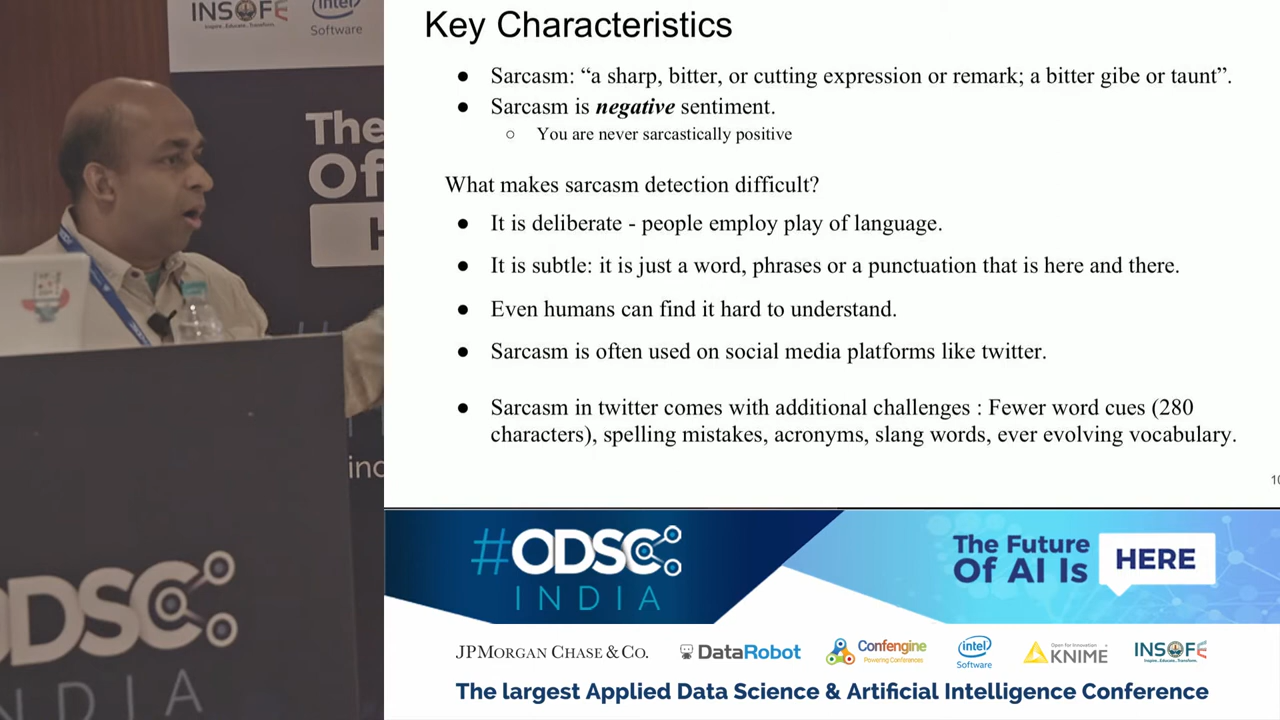 INSOFE
Inspire...Educate...Transform.
intel
Software
The
Of
H
inc
ODSC
INDIA
Key Characteristics
● Sarcasm: “a sharp, bitter, or cutting expression or remark; a bitter gibe or taunt”.
● Sarcasm is negative sentiment.
○ You are never sarcastically positive
What makes sarcasm detection difficult?
● It is deliberate - people employ play of language.
● It is subtle: it is just a word, phrases or a punctuation that is here and there.
● Even humans can find it hard to understand.
● Sarcasm is often used on social media platforms like twitter.
● Sarcasm in twitter comes with additional challenges : Fewer word cues (280
characters), spelling mistakes, acronyms, slang words, ever evolving vocabulary.
10
#ODSC
INDIA
The Future
Of AI Is HERE
JPMORGAN CHASE & CO.
DataRobot
Confengine
Powering Conferences
intel
Software
Open for Innovation
KNIME
INSOFE
Inspire...Educate...Transform.
The largest Applied Data Science & Artificial Intelligence Conference